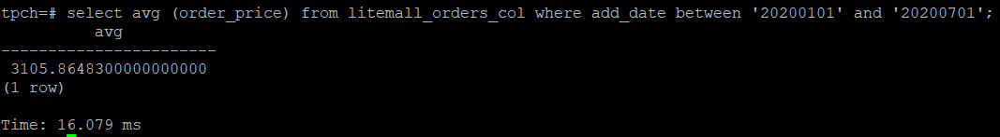 tpch=# select avg (order_price) from litemall_orders_col where add_date between '20200101' and '20200701';
avg
-----------------------
3105.8648300000000000
(1 row)
Time: 16.079 ms